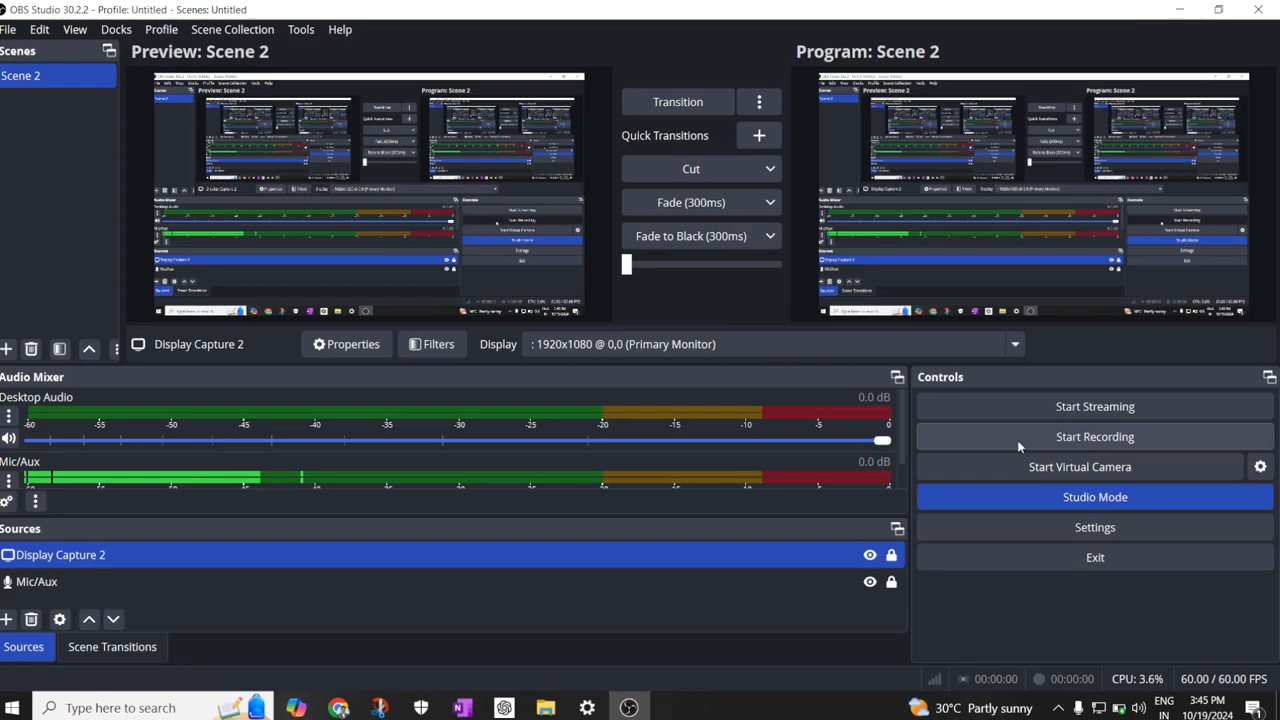 OBS Studio 30.2.2 - Profile: Untitled - Scenes: Untitled
File Edit View Docks Profile Scene Collection Tools Help
Scenes
Scene 2
Preview: Scene 2
Program: Scene 2
Transition
Quick Transitions
Cut
Fade (300ms)
Fade to Black (300ms)
Display Capture 2 Properties Filters Display : 1920x1080 @ 0,0 (Primary Monitor)
Audio Mixer
Desktop Audio 0.0 dB
-60 -55 -50 -45 -40 -35 -30 -25 -20 -15 -10 -5 0
Mic/Aux 0.0 dB
Sources
Display Capture 2
Mic/Aux
Sources Scene Transitions
Controls
Start Streaming
Start Recording
Start Virtual Camera
Studio Mode
Settings
Exit
00:00:00 00:00:00 CPU: 3.6% 60.00 / 60.00 FPS
Type here to search
30°C Partly sunny
ENG
IN
3:45 PM
10/19/2024
1